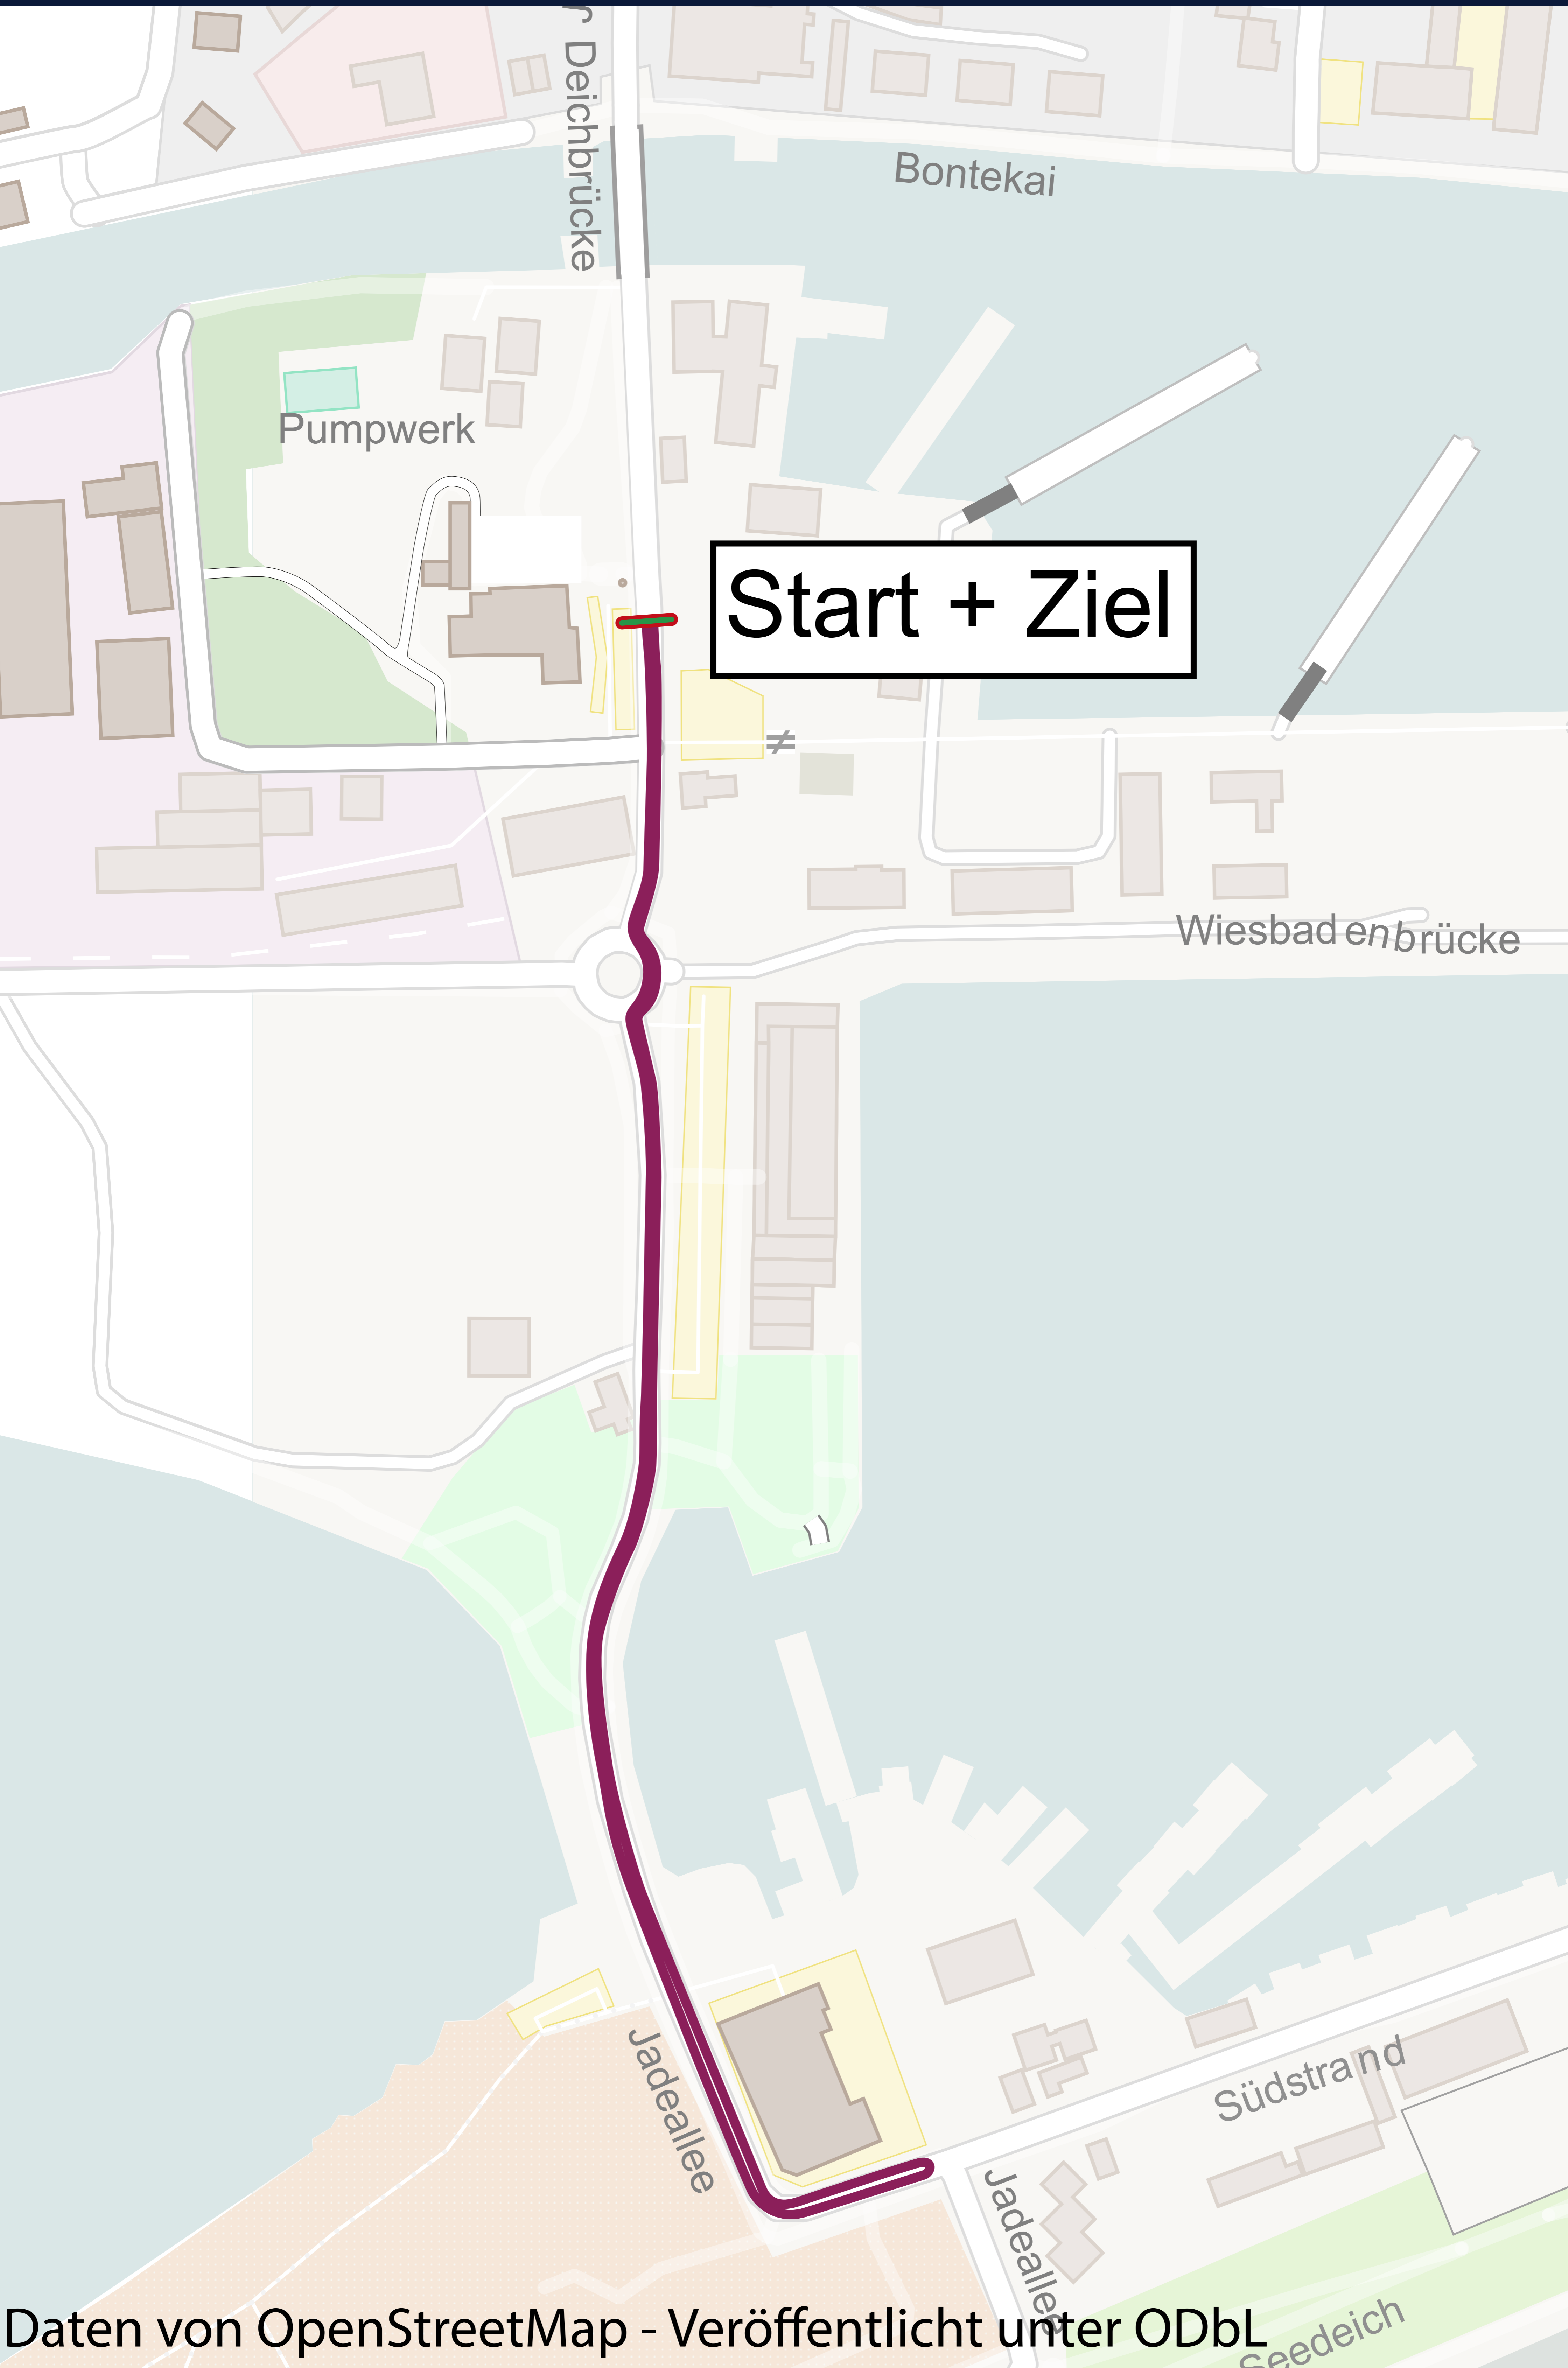 Deichbrücke
Bontekai
Pumpwerk
Start + Ziel
≠
Wiesbadenbrücke
Jadeallee
Südstrand
Jadeallee
Seedeich
Daten von OpenStreetMap - Veröffentlicht unter ODbL